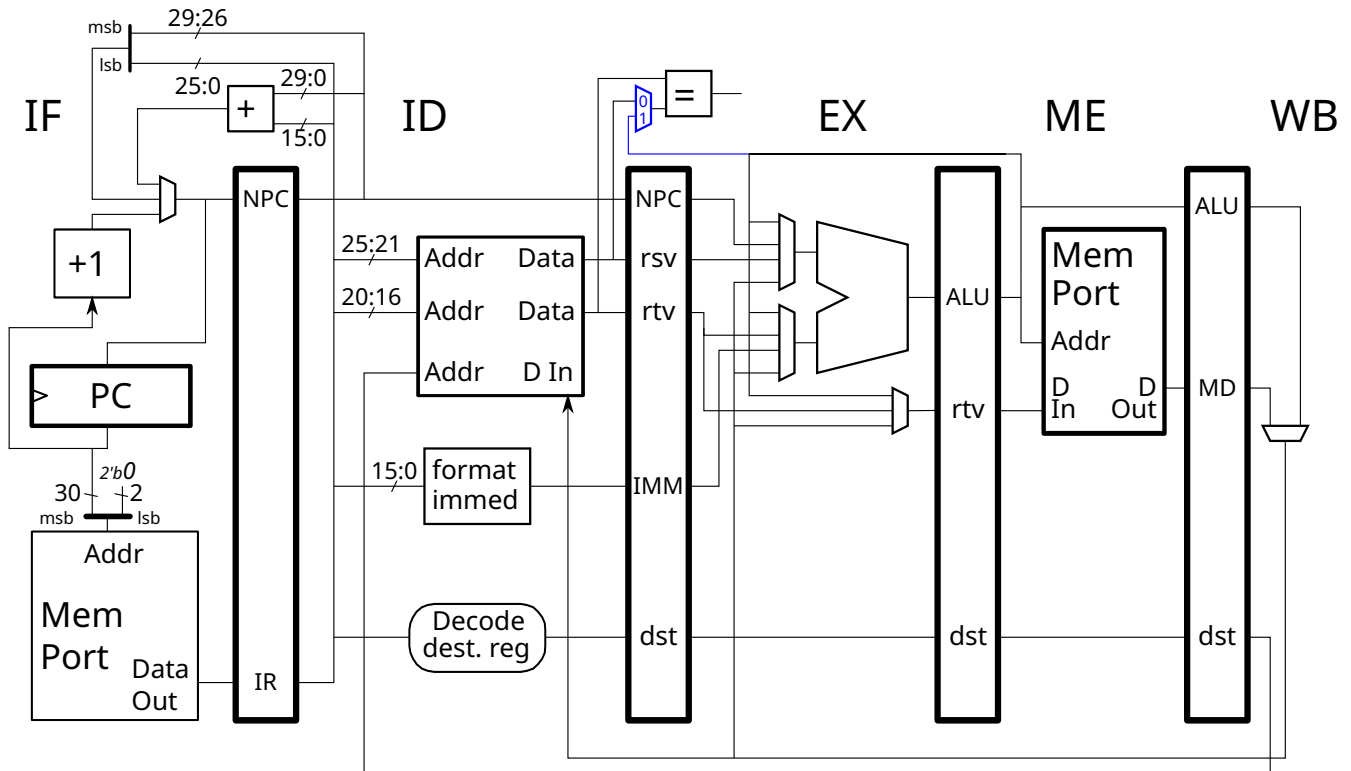 29:26
msb
lsb
25:0
29:0
+
15:0
=
0
1
IF
ID
EX
ME
WB
NPC
NPC
ALU
+1
25:21
Addr
Data
rsv
20:16
Addr
Data
rtv
Addr
D In
ALU
Mem
Port
Addr
D
In
D
Out
MD
rtv
PC
2'b0
30
2
msb
lsb
Addr
Mem
Port
Data
Out
15:0
format
immed
IMM
Decode
dest. reg
dst
dst
dst
IR